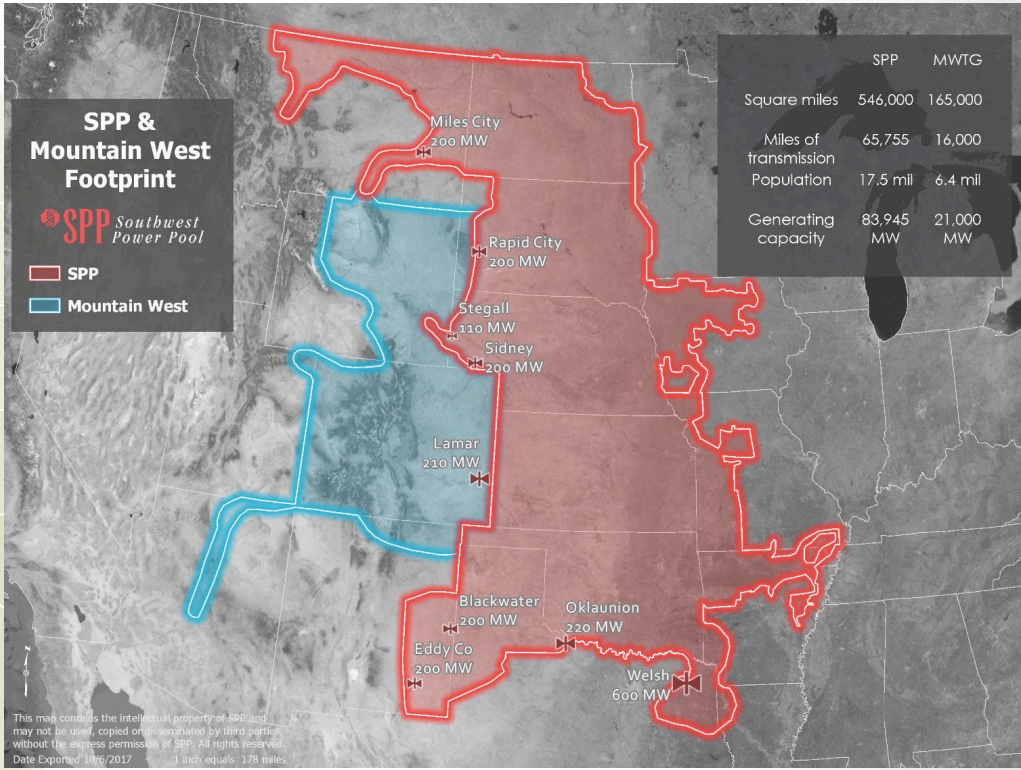 SPP &
Mountain West
Footprint
SPP Southwest
Power Pool
SPP
Mountain West
SPP MWTG
Square miles 546,000 165,000
Miles of
transmission 65,755 16,000
Population 17.5 mil 6.4 mil
Generating
capacity 83,945
MW 21,000
MW
Miles City
200 MW
Rapid City
200 MW
Stegall
110 MW
Sidney
200 MW
Lamar
210 MW
Blackwater
200 MW
Oklaunion
220 MW
Eddy Co
200 MW
Welsh
600 MW
This map contains the intellectual property of SPP and
may not be used, copied or disseminated by third parties
without the express permission of SPP. All rights reserved.
Date Exported 10/6/2017 1 inch equals 178 miles